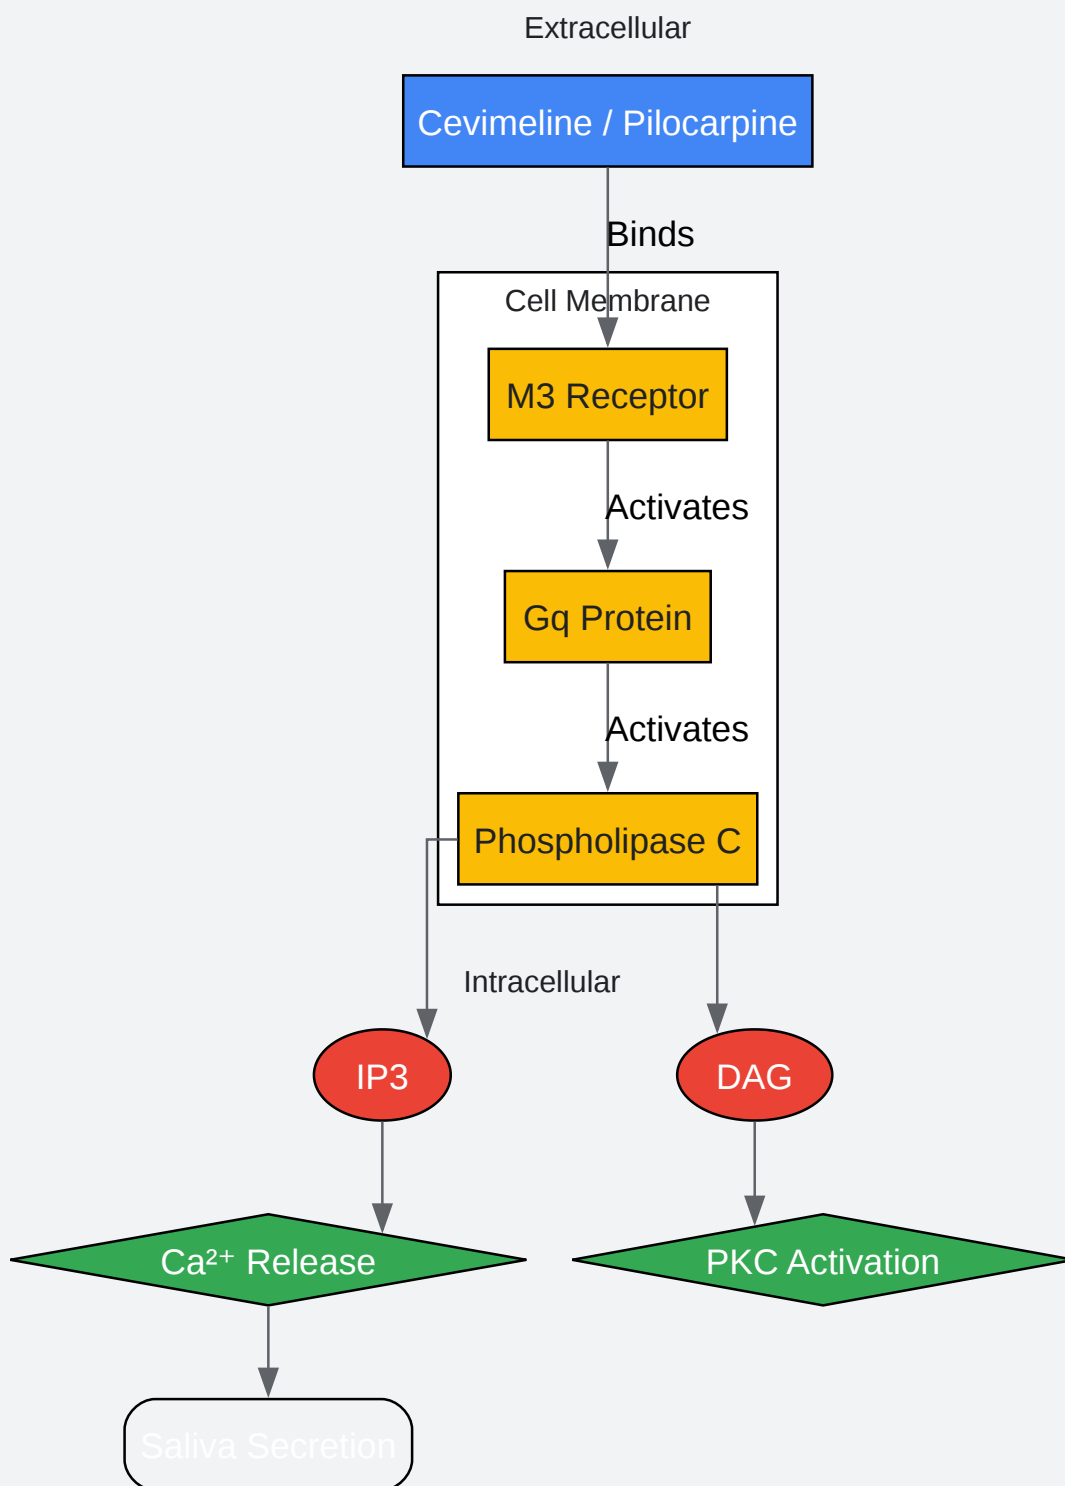 Extracellular
Cevimeline / Pilocarpine
Binds
Cell Membrane
M3 Receptor
Activates
Gq Protein
Activates
Phospholipase C
Intracellular
IP3
DAG
Ca²⁺ Release
PKC Activation
Saliva Secretion